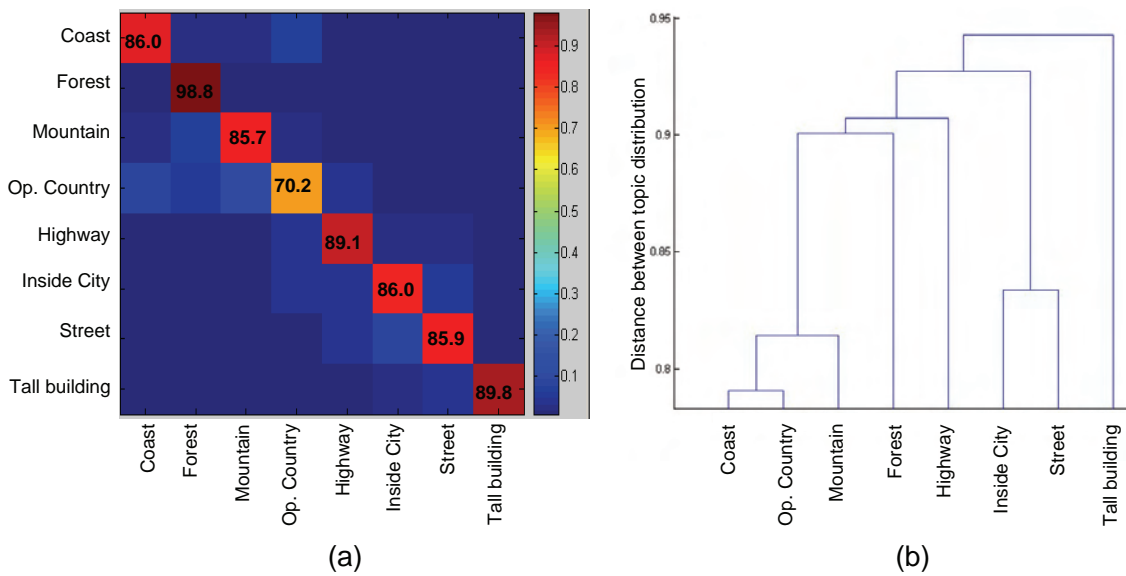 Coast
Forest
Mountain
Op. Country
Highway
Inside City
Street
Tall building
86.0
98.8
85.7
70.2
89.1
86.0
85.9
89.8
0.9
0.8
0.7
0.6
0.5
0.4
0.3
0.2
0.1
Coast
Forest
Mountain
Op. Country
Highway
Inside City
Street
Tall building
(a)
Distance between topic distribution
0.95
0.9
0.85
0.8
Coast
Op. Country
Mountain
Forest
Highway
Inside City
Street
Tall building
(b)